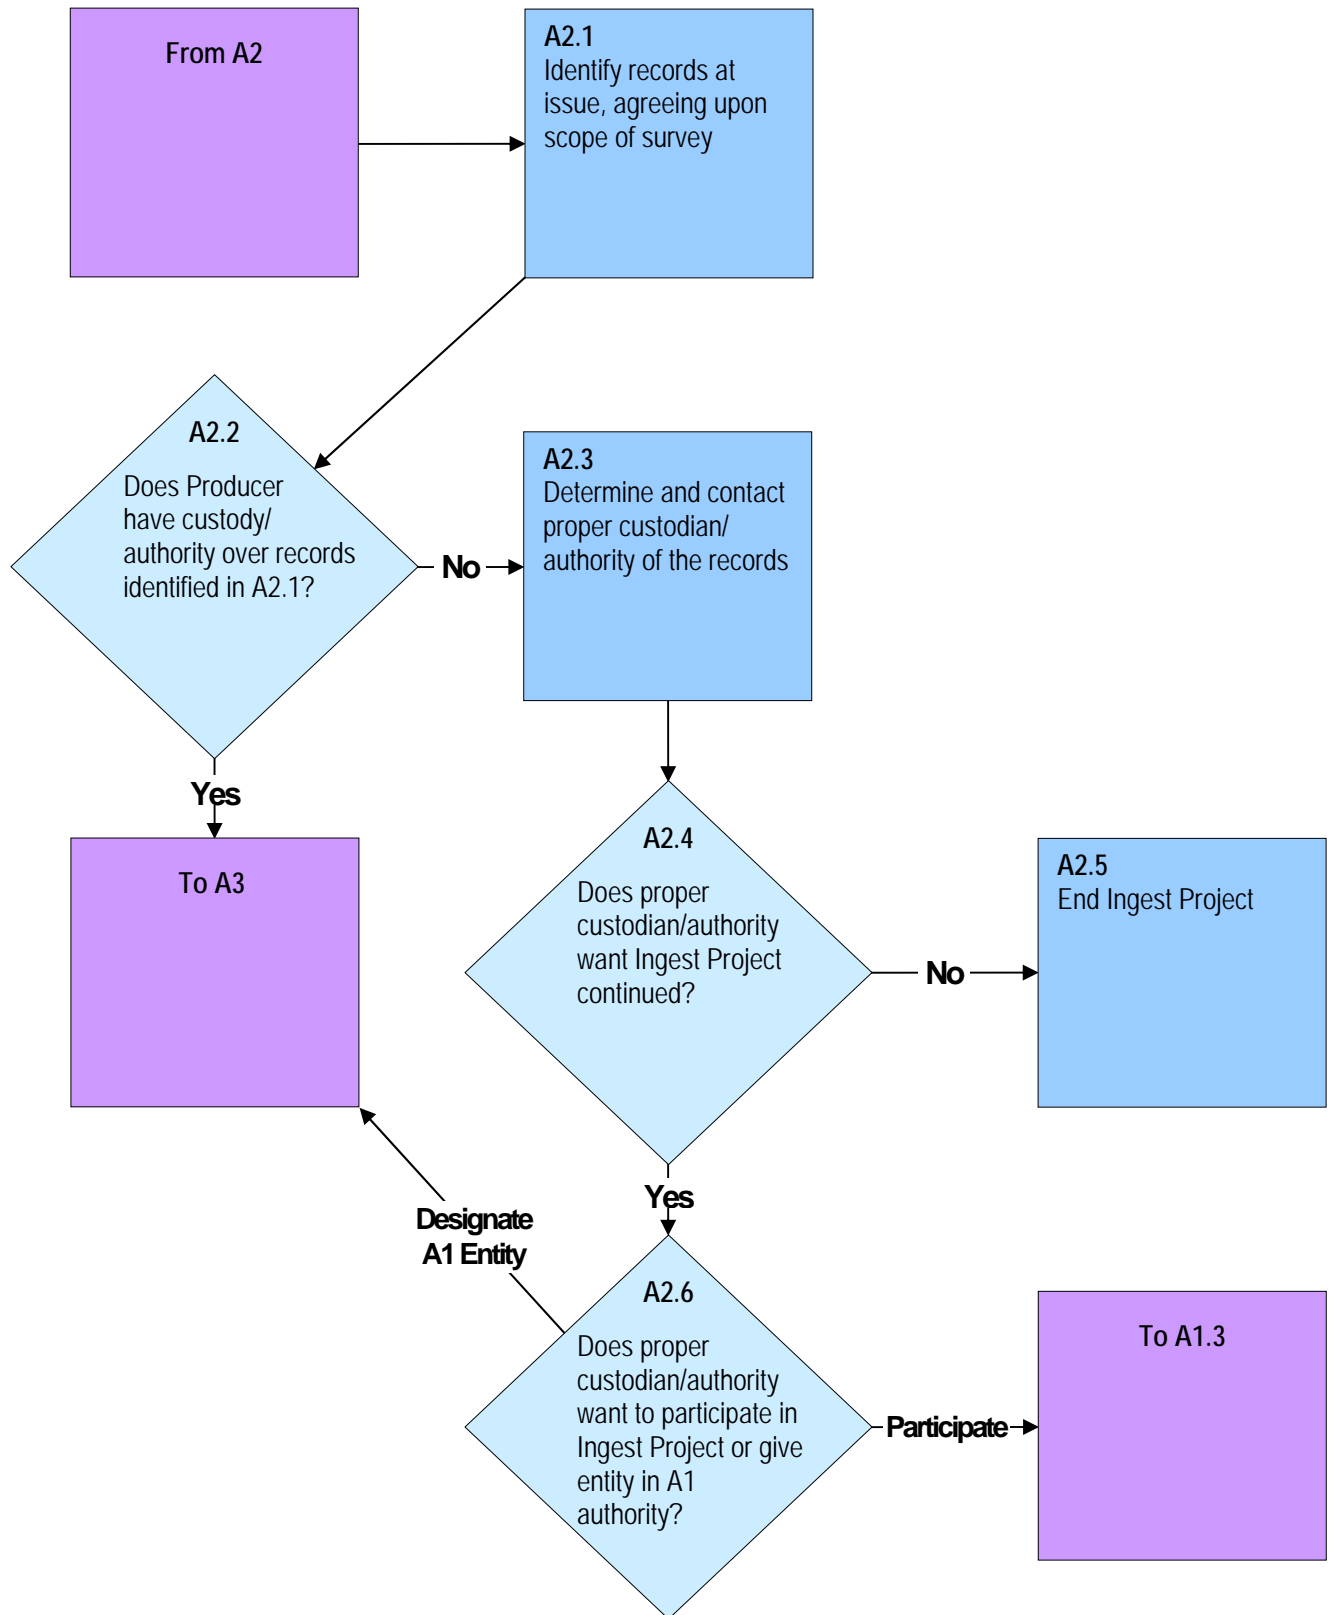 From A2
A2.1
Identify records at
issue, agreeing upon
scope of survey
A2.2
Does Producer
have custody/
authority over records
identified in A2.1?
No
A2.3
Determine and contact
proper custodian/
authority of the records
Yes
To A3
A2.4
Does proper
custodian/authority
want Ingest Project
continued?
No
A2.5
End Ingest Project
Yes
Designate
A1 Entity
A2.6
Does proper
custodian/authority
want to participate in
Ingest Project or give
entity in A1
authority?
Participate
To A1.3